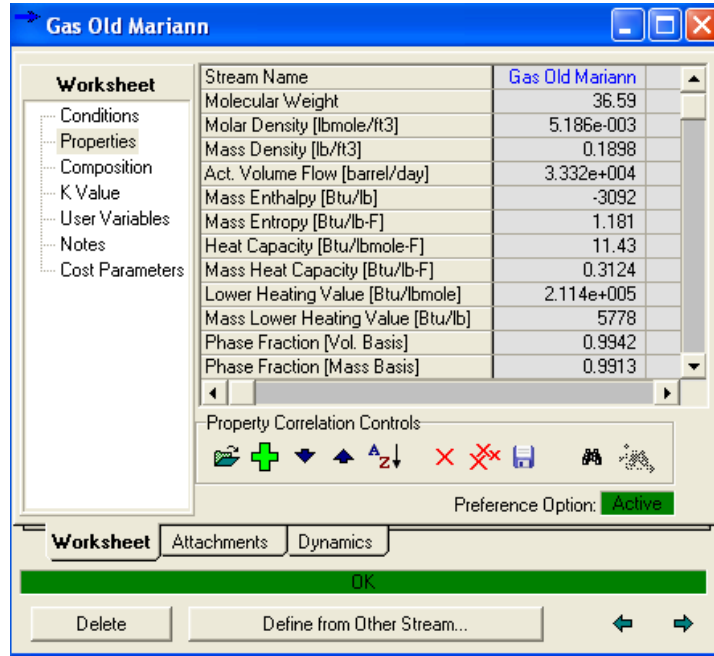 Gas Old Mariann
Worksheet
Conditions
Properties
Composition
K Value
User Variables
Notes
Cost Parameters
Stream Name Gas Old Mariann
Molecular Weight 36.59
Molar Density [lbmole/ft3] 5.186e-003
Mass Density [lb/ft3] 0.1898
Act. Volume Flow [barrel/day] 3.332e+004
Mass Enthalpy [Btu/lb] -3092
Mass Entropy [Btu/lb-F] 1.181
Heat Capacity [Btu/lbmole-F] 11.43
Mass Heat Capacity [Btu/lb-F] 0.3124
Lower Heating Value [Btu/lbmole] 2.114e+005
Mass Lower Heating Value [Btu/lb] 5778
Phase Fraction [Vol. Basis] 0.9942
Phase Fraction [Mass Basis] 0.9913
Property Correlation Controls
A
Z
Preference Option: Active
Worksheet Attachments Dynamics
OK
Delete Define from Other Stream...